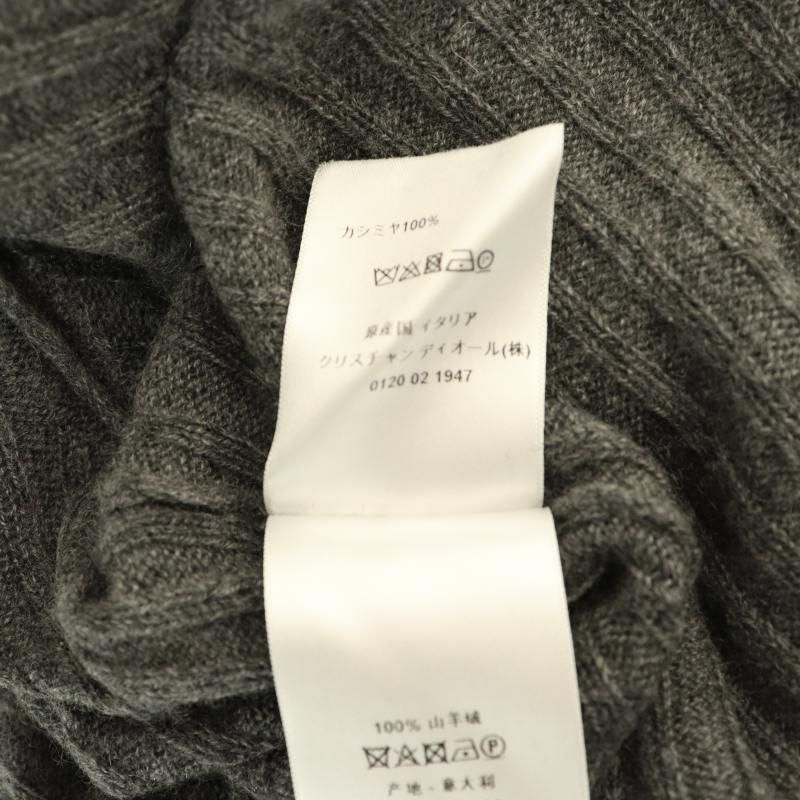 カシミヤ100%
原産国 イタリア
クリスチャン ディオール(株)
0120 02 1947
100% 山羊绒
P
产地 - 意大利